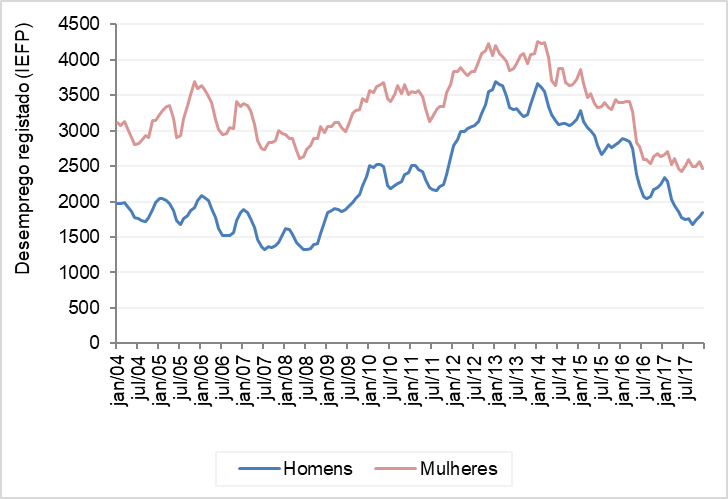 Desemprego registado (IEFP)
4500
4000
3500
3000
2500
2000
1500
1000
500
0
jan/04
jul/04
jan/05
jul/05
jan/06
jul/06
jan/07
jul/07
jan/08
jul/08
jan/09
jul/09
jan/10
jul/10
jan/11
jul/11
jan/12
jul/12
jan/13
jul/13
jan/14
jul/14
jan/15
jul/15
jan/16
jul/16
jan/17
jul/17
Homens
Mulheres